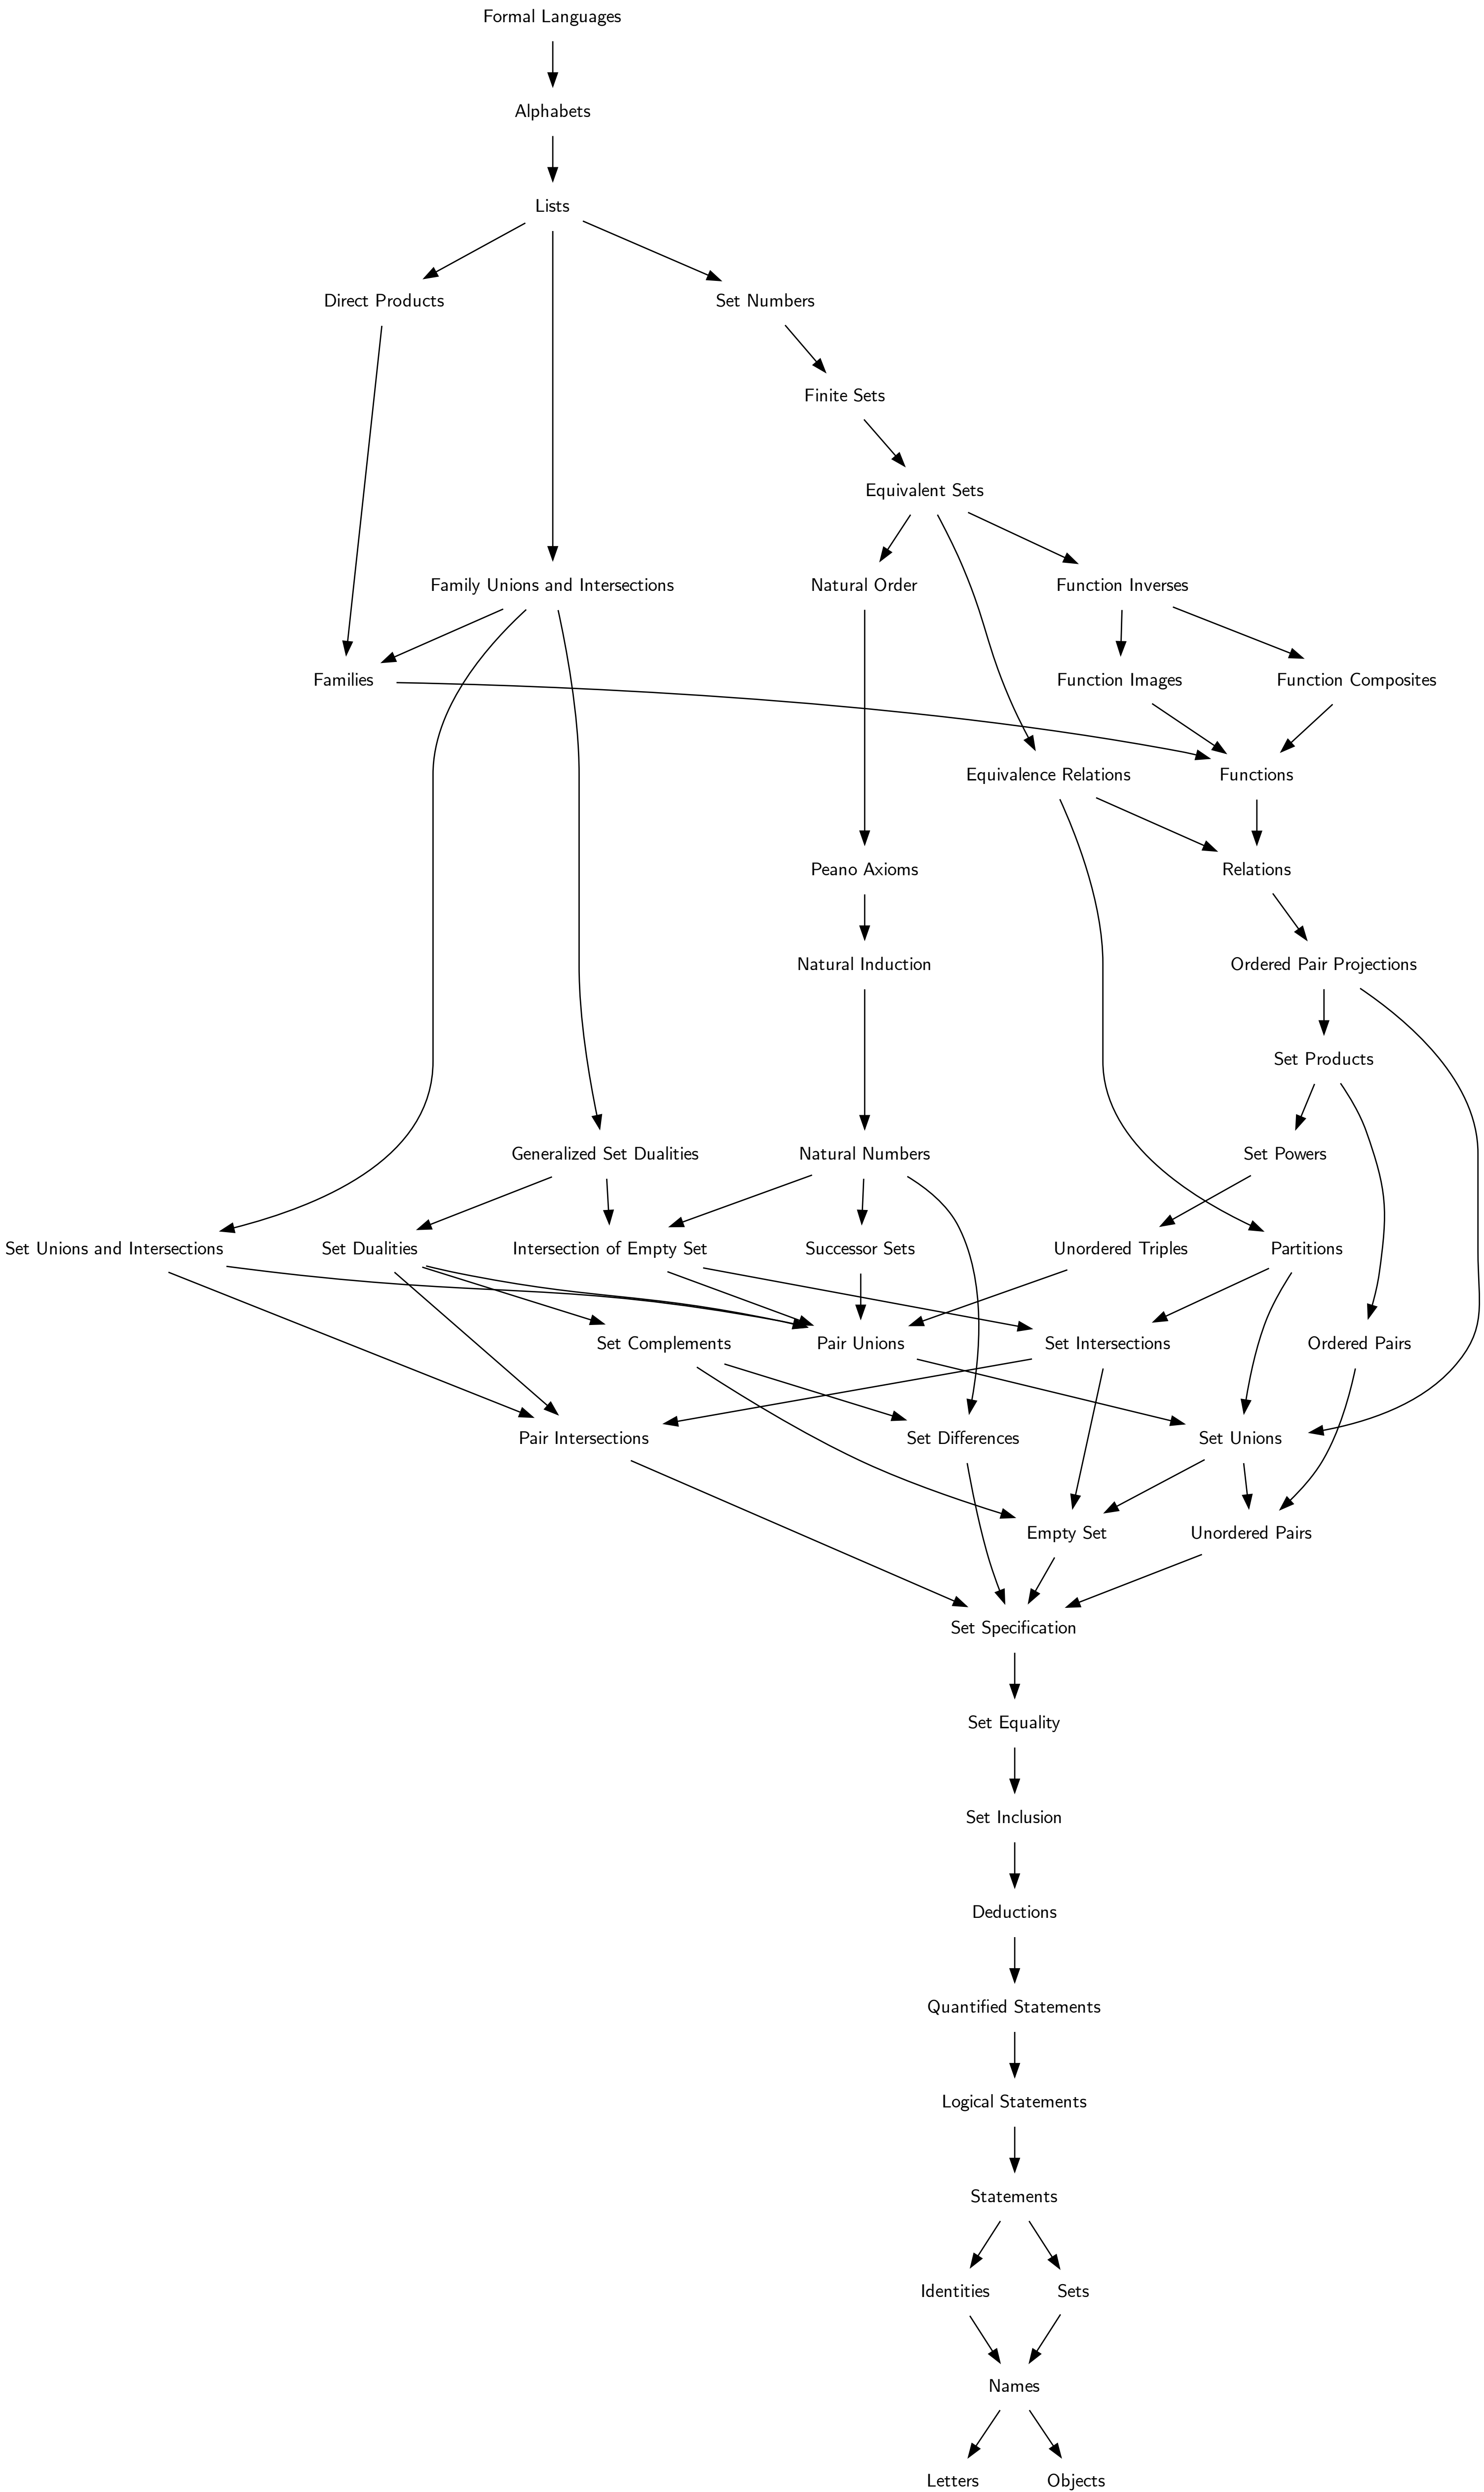 Formal Languages
Alphabets
Lists
Direct Products
Set Numbers
Finite Sets
Equivalent Sets
Family Unions and Intersections
Natural Order
Function Inverses
Families
Function Images
Function Composites
Equivalence Relations
Functions
Peano Axioms
Relations
Natural Induction
Ordered Pair Projections
Set Products
Generalized Set Dualities
Natural Numbers
Set Powers
Set Unions and Intersections
Set Dualities
Intersection of Empty Set
Successor Sets
Unordered Triples
Partitions
Set Complements
Pair Unions
Set Intersections
Ordered Pairs
Pair Intersections
Set Differences
Set Unions
Empty Set
Unordered Pairs
Set Specification
Set Equality
Set Inclusion
Deductions
Quantified Statements
Logical Statements
Statements
Identities
Sets
Names
Letters
Objects